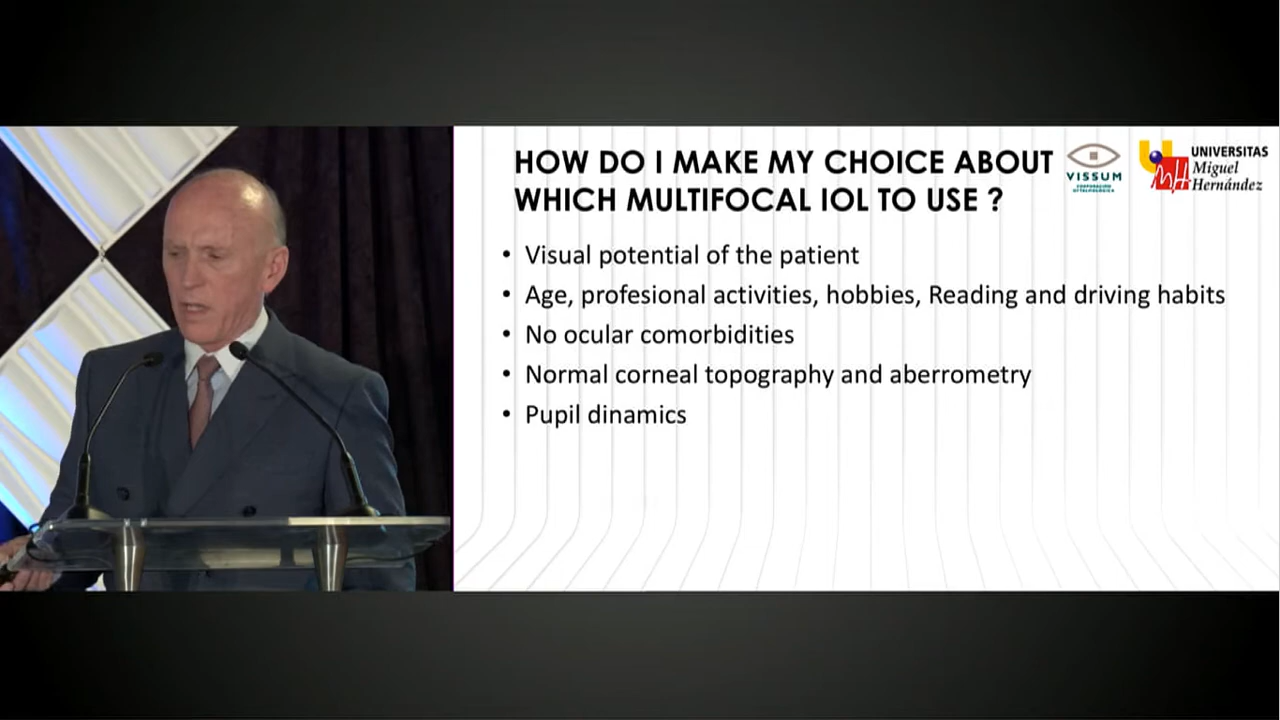 HOW DO I MAKE MY CHOICE ABOUT
WHICH MULTIFOCAL IOL TO USE ?
VISSUM
CORPORACIÓN
OFTALMOLÓGICA
UNIVERSITAS
Miguel
Hernández
• Visual potential of the patient
• Age, profesional activities, hobbies, Reading and driving habits
• No ocular comorbidities
• Normal corneal topography and aberrometry
• Pupil dinamics